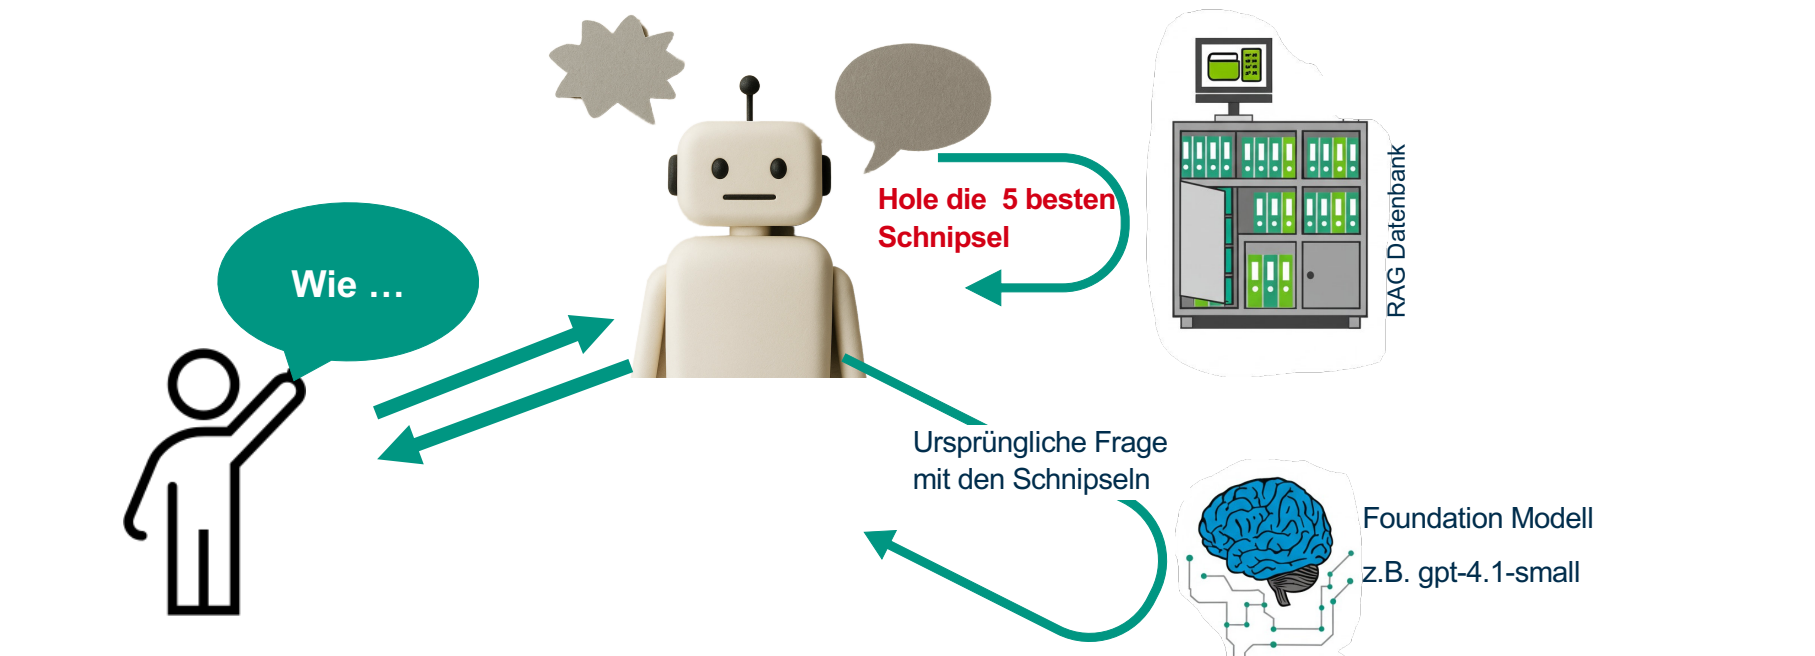 Wie …
Hole die  5 besten
Schnipsel
RAG Datenbank
Ursprüngliche Frage
mit den Schnipseln
Foundation Modell
z.B. gpt-4.1-small